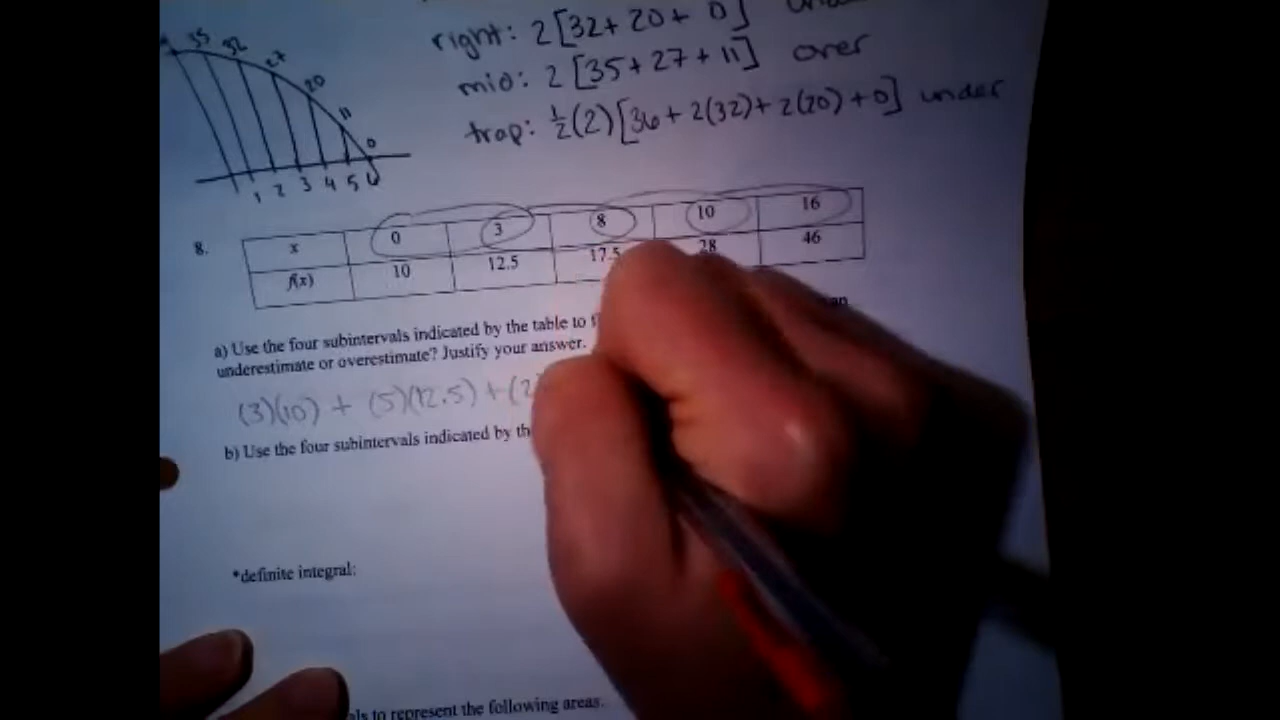 right: 2[32+ 20+ 0]
mid: 2[35+27+11] over
trap: ½(2)[36+2(32)+2(20)+0] under
35 32 27 20 11 0
1 2 3 4 5 6
8.
x 0 3 8 10 16
f(x) 10 12.5 17.5 28 46
a) Use the four subintervals indicated by the table to
underestimate or overestimate? Justify your answer.
(3)(10) + (5)(12.5)+(2
b) Use the four subintervals indicated by
*definite integral:
to represent the following areas.